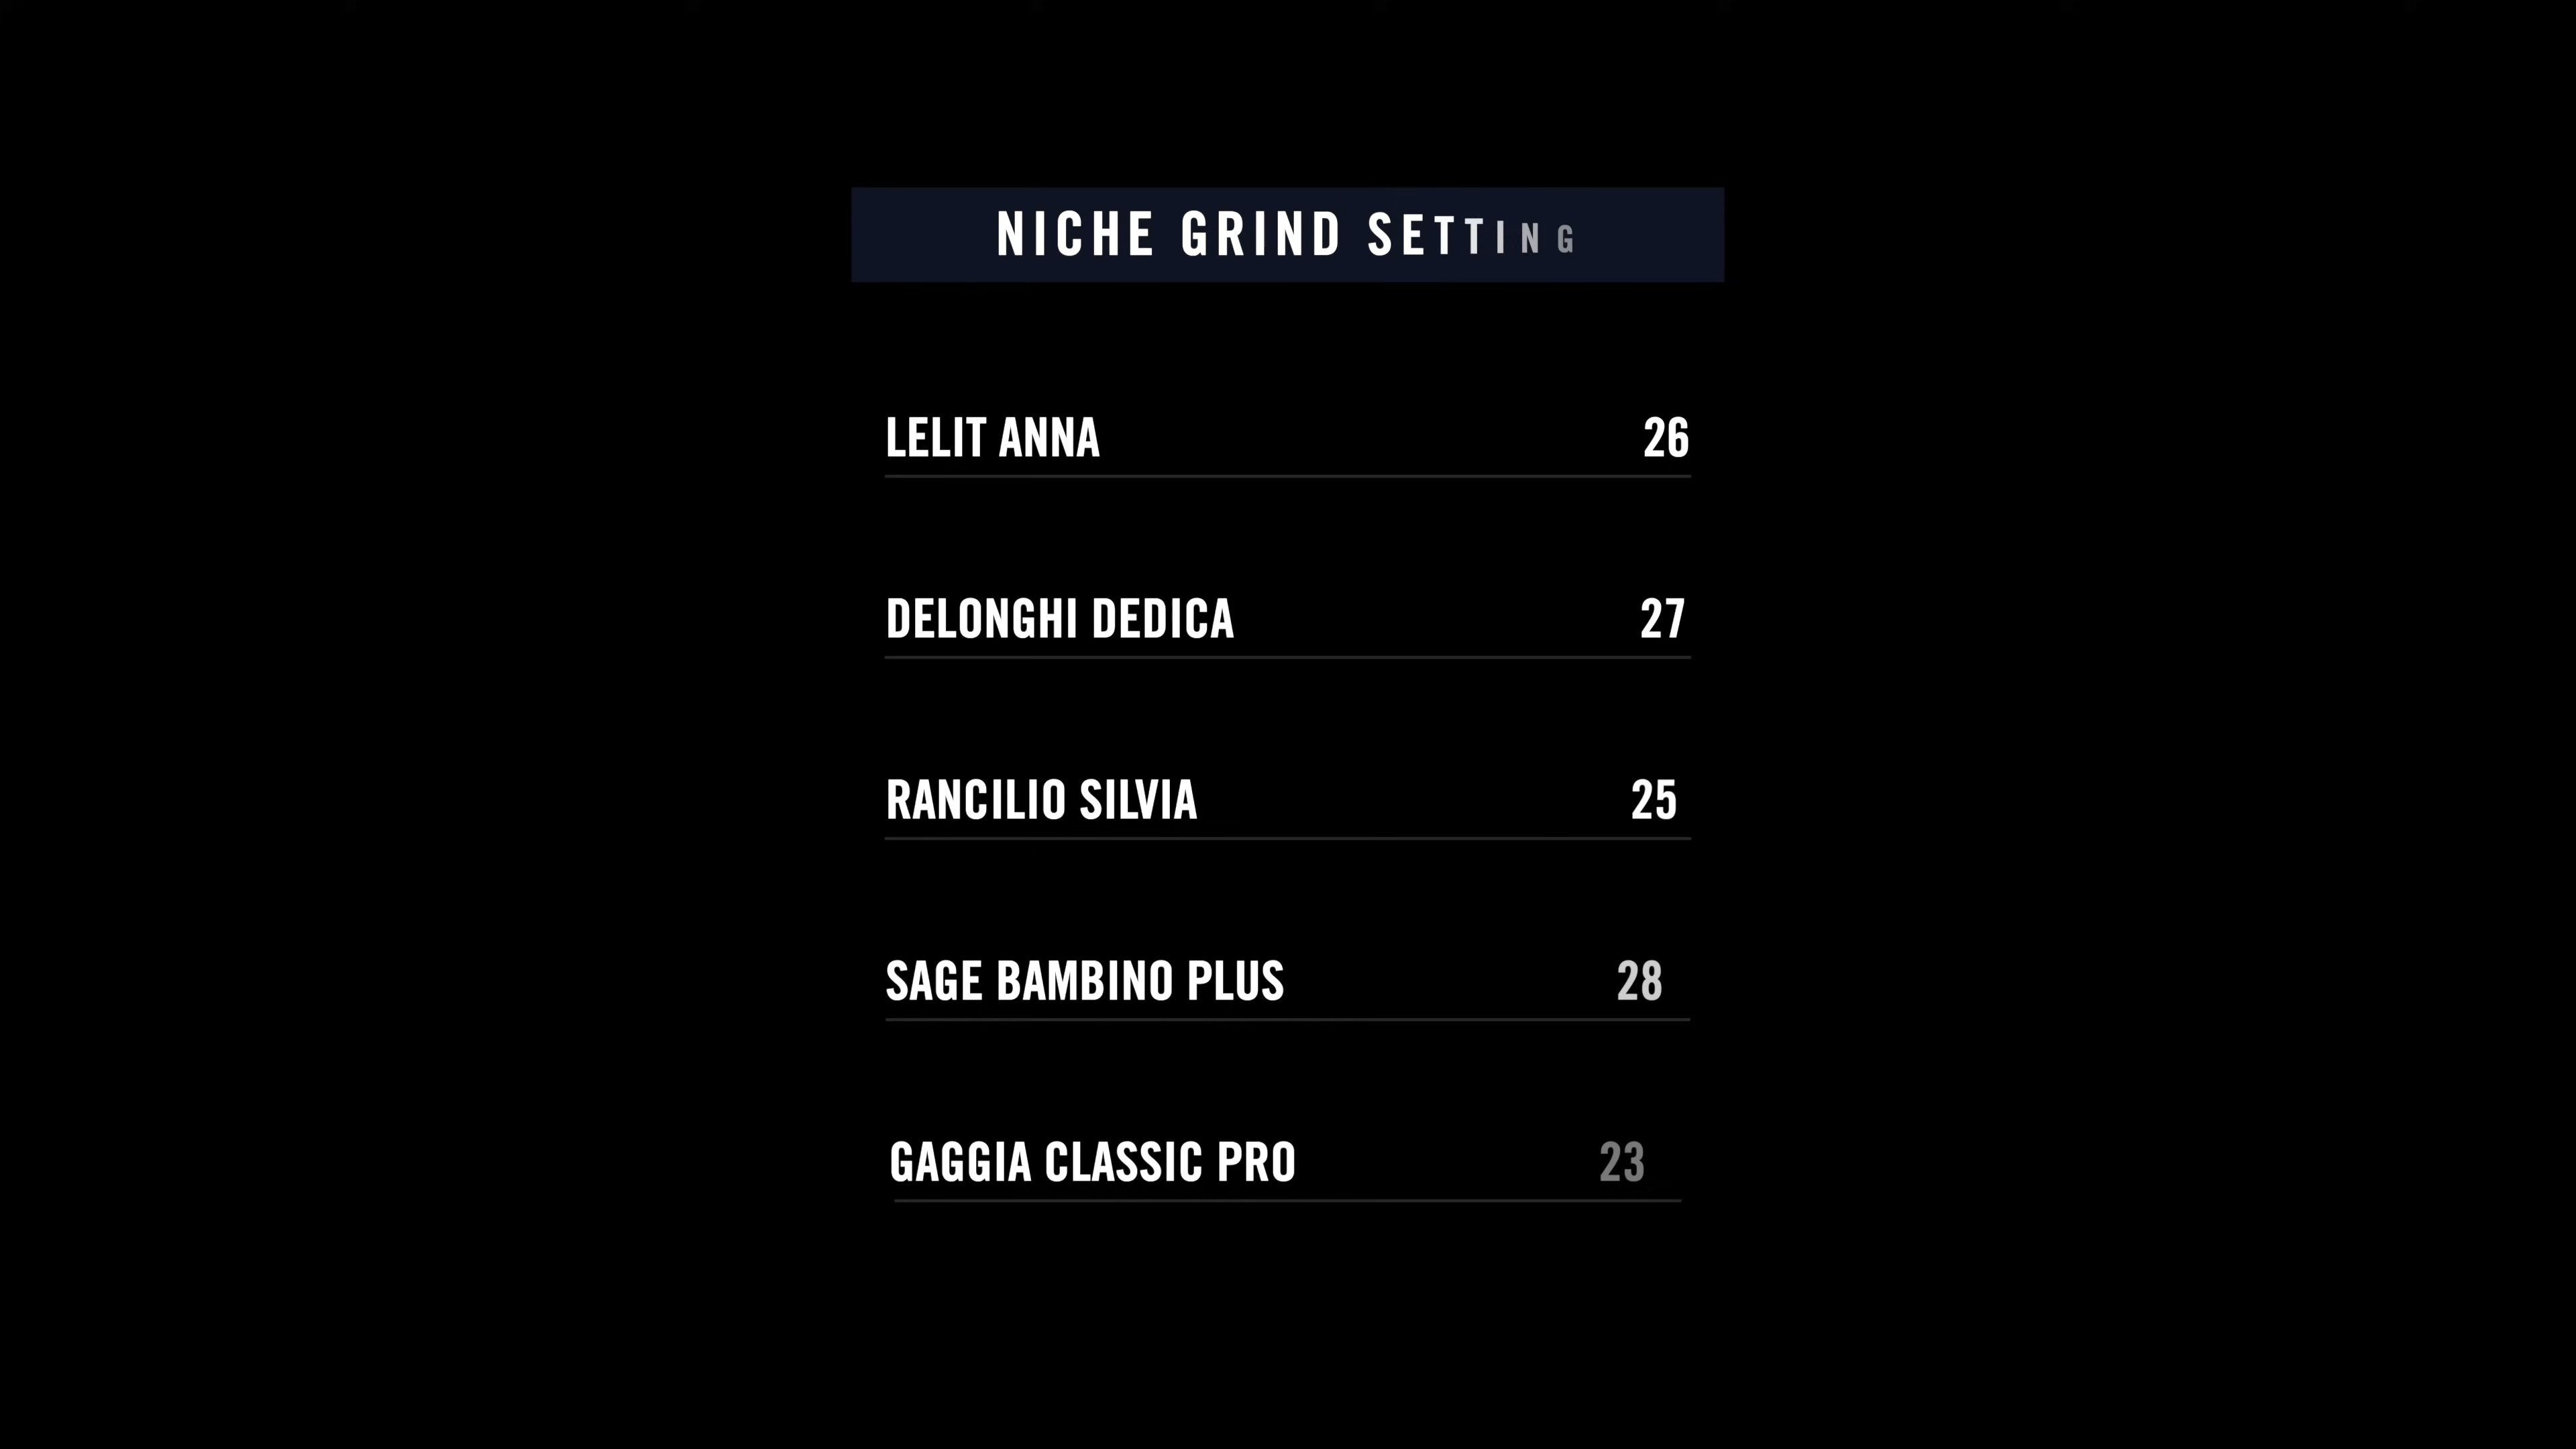 NICHE GRIND SETTING
LELIT ANNA 26
DELONGHI DEDICA 27
RANCILIO SILVIA 25
SAGE BAMBINO PLUS 28
GAGGIA CLASSIC PRO 23